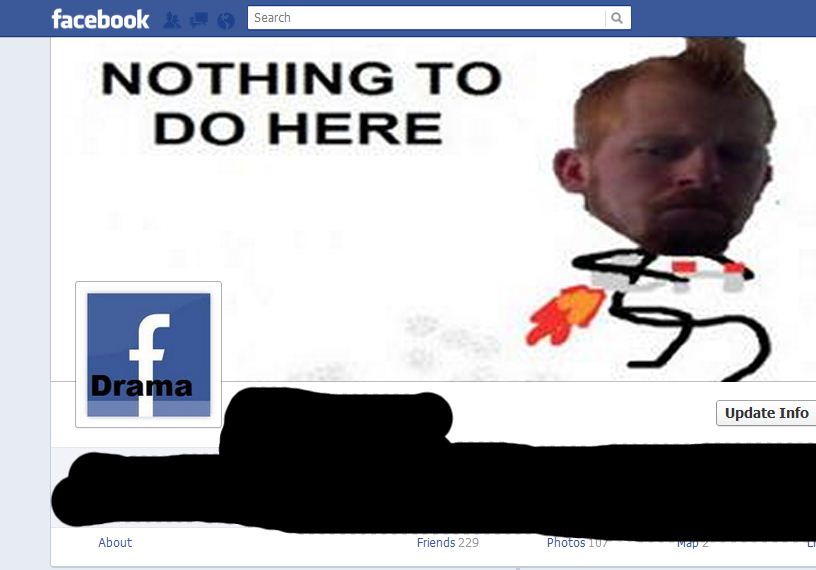 facebook
Search
NOTHING TO
DO HERE
f
Drama
Update Info
About
Friends 229
Photos 107
Map 2